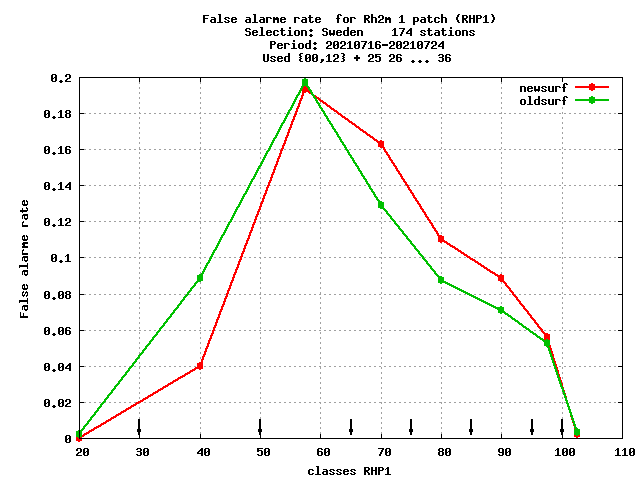 False alarme rate  for Rh2m 1 patch (RHP1)
Selection: Sweden    174 stations
Period: 20210716-20210724
Used {00,12} + 25 26 ... 36
newsurf
oldsurf
0.2
0.18
0.16
0.14
0.12
0.1
0.08
0.06
0.04
0.02
0
False alarme rate
20 30 40 50 60 70 80 90 100 110
classes RHP1